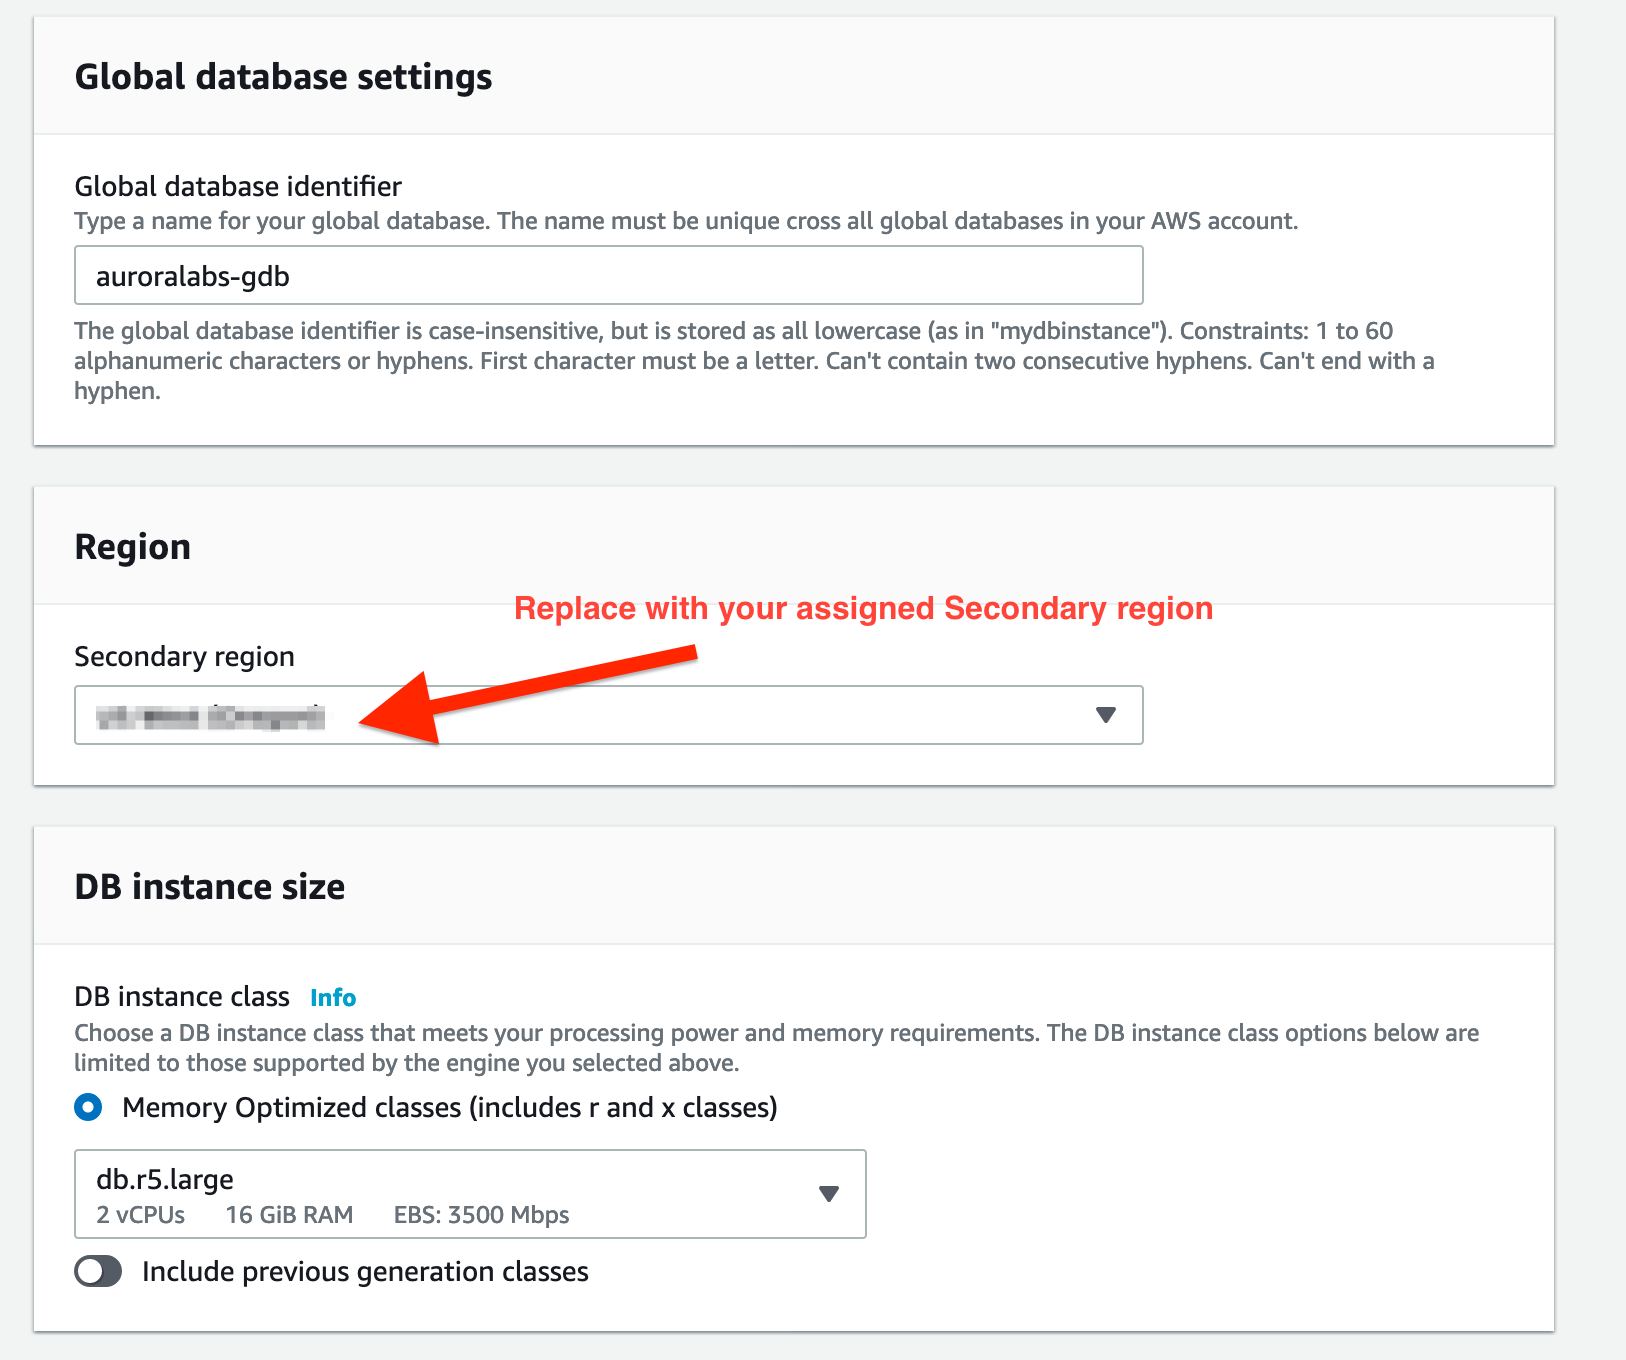 Global database settings
Global database identifier
Type a name for your global database. The name must be unique cross all global databases in your AWS account.
auroralabs-gdb
The global database identifier is case-insensitive, but is stored as all lowercase (as in "mydbinstance"). Constraints: 1 to 60
alphanumeric characters or hyphens. First character must be a letter. Can't contain two consecutive hyphens. Can't end with a
hyphen.
Region
Replace with your assigned Secondary region
Secondary region
DB instance size
DB instance class Info
Choose a DB instance class that meets your processing power and memory requirements. The DB instance class options below are
limited to those supported by the engine you selected above.
Memory Optimized classes (includes r and x classes)
db.r5.large
2 vCPUs 16 GiB RAM EBS: 3500 Mbps
Include previous generation classes